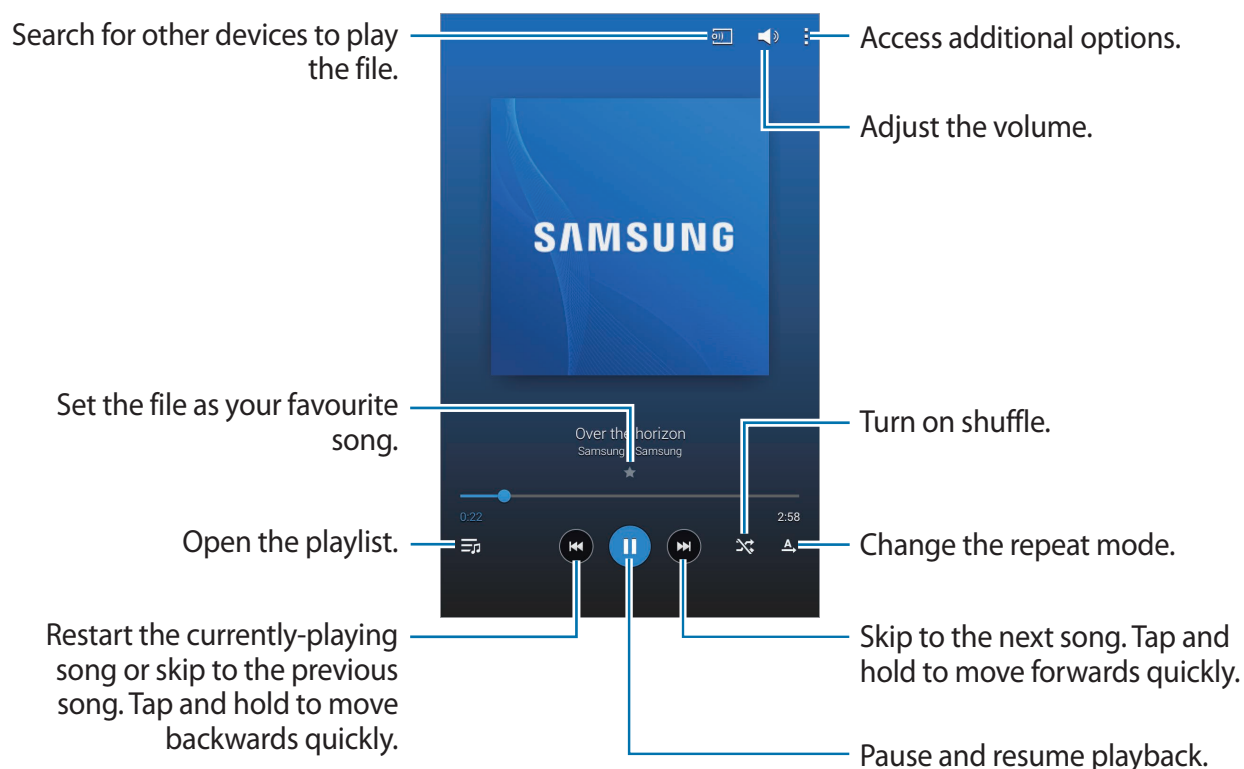 Search for other devices to play
the file.
Access additional options.
Adjust the volume.
SAMSUNG
Set the file as your favourite
song.
Over the horizon
Samsung Samsung
Turn on shuffle.
0:22
2:58
Open the playlist.
A
Change the repeat mode.
Restart the currently-playing
song or skip to the previous
song. Tap and hold to move
backwards quickly.
Skip to the next song. Tap and
hold to move forwards quickly.
Pause and resume playback.